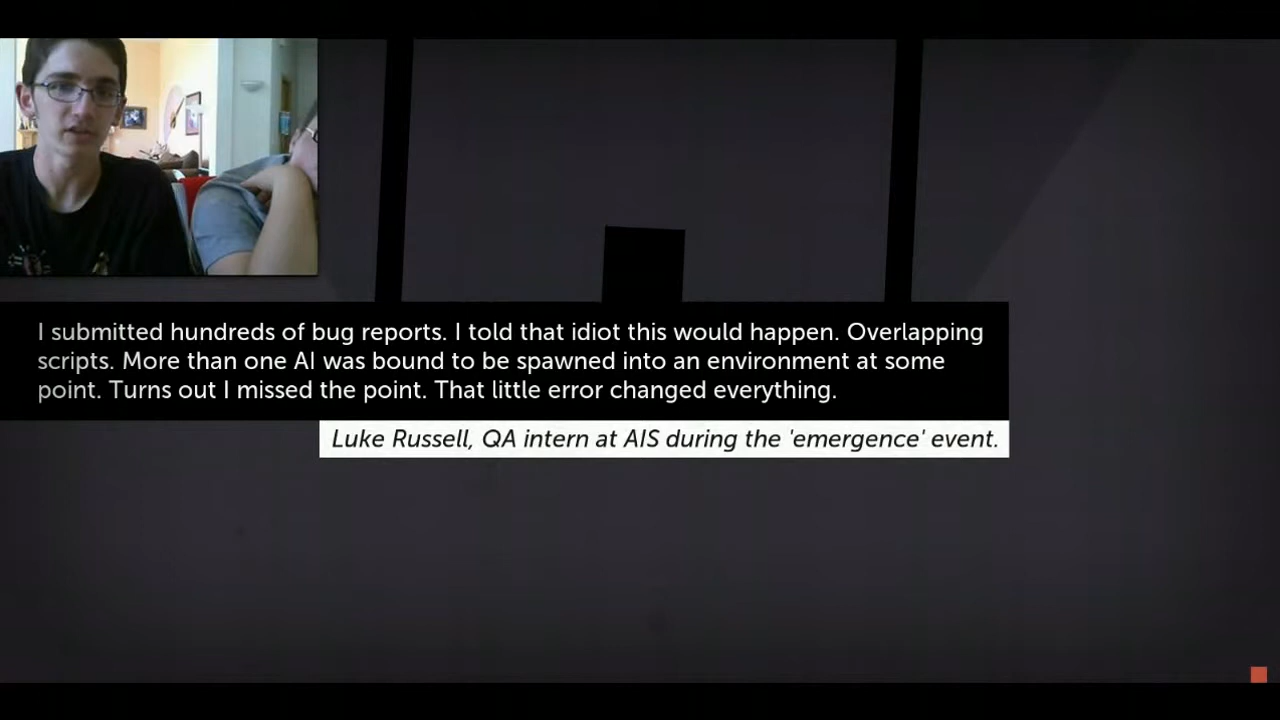 I submitted hundreds of bug reports. I told that idiot this would happen. Overlapping
scripts. More than one AI was bound to be spawned into an environment at some
point. Turns out I missed the point. That little error changed everything.
Luke Russell, QA intern at AIS during the 'emergence' event.